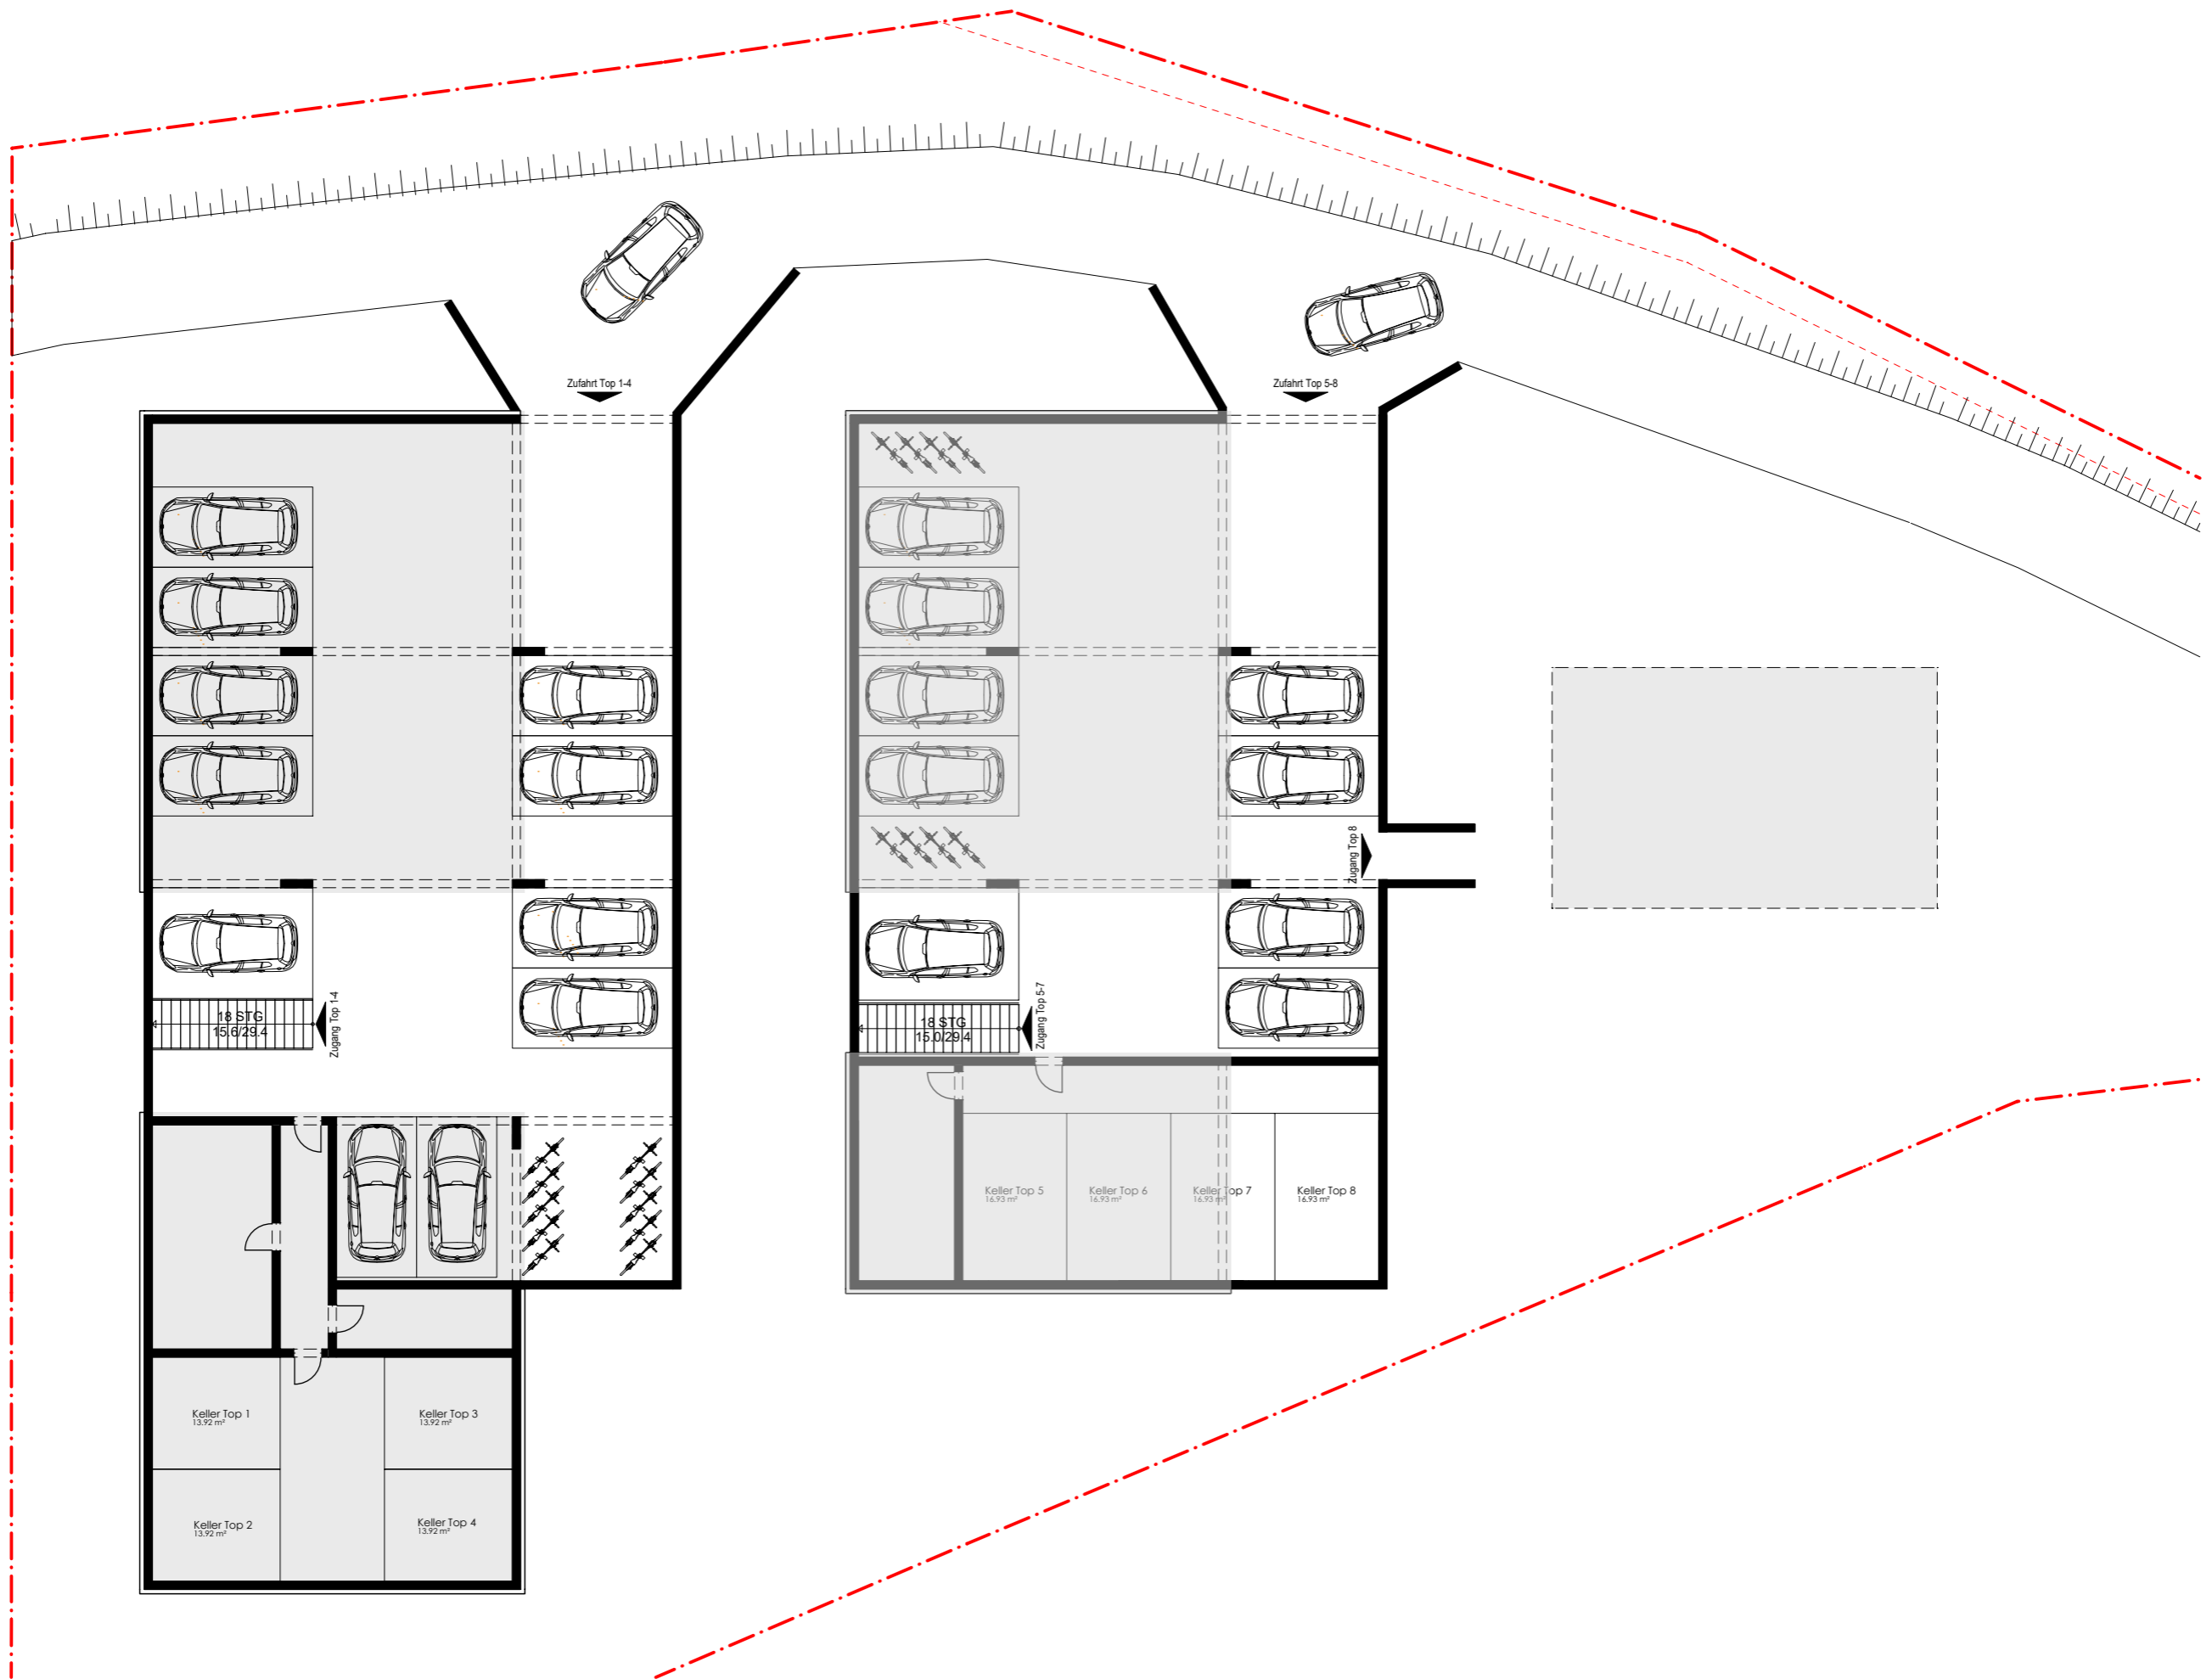 Zufahrt Top 1-4
Zufahrt Top 5-8
Zugang Top 8
18 STG
15.6/29.4
Zugang Top 1-4
18 STG
15.0/29.4
Zugang Top 5-7
Keller Top 5
16.93 m²
Keller Top 6
16.93 m²
Keller Top 7
16.93 m²
Keller Top 8
16.93 m²
Keller Top 1
13.92 m²
Keller Top 3
13.92 m²
Keller Top 2
13.92 m²
Keller Top 4
13.92 m²